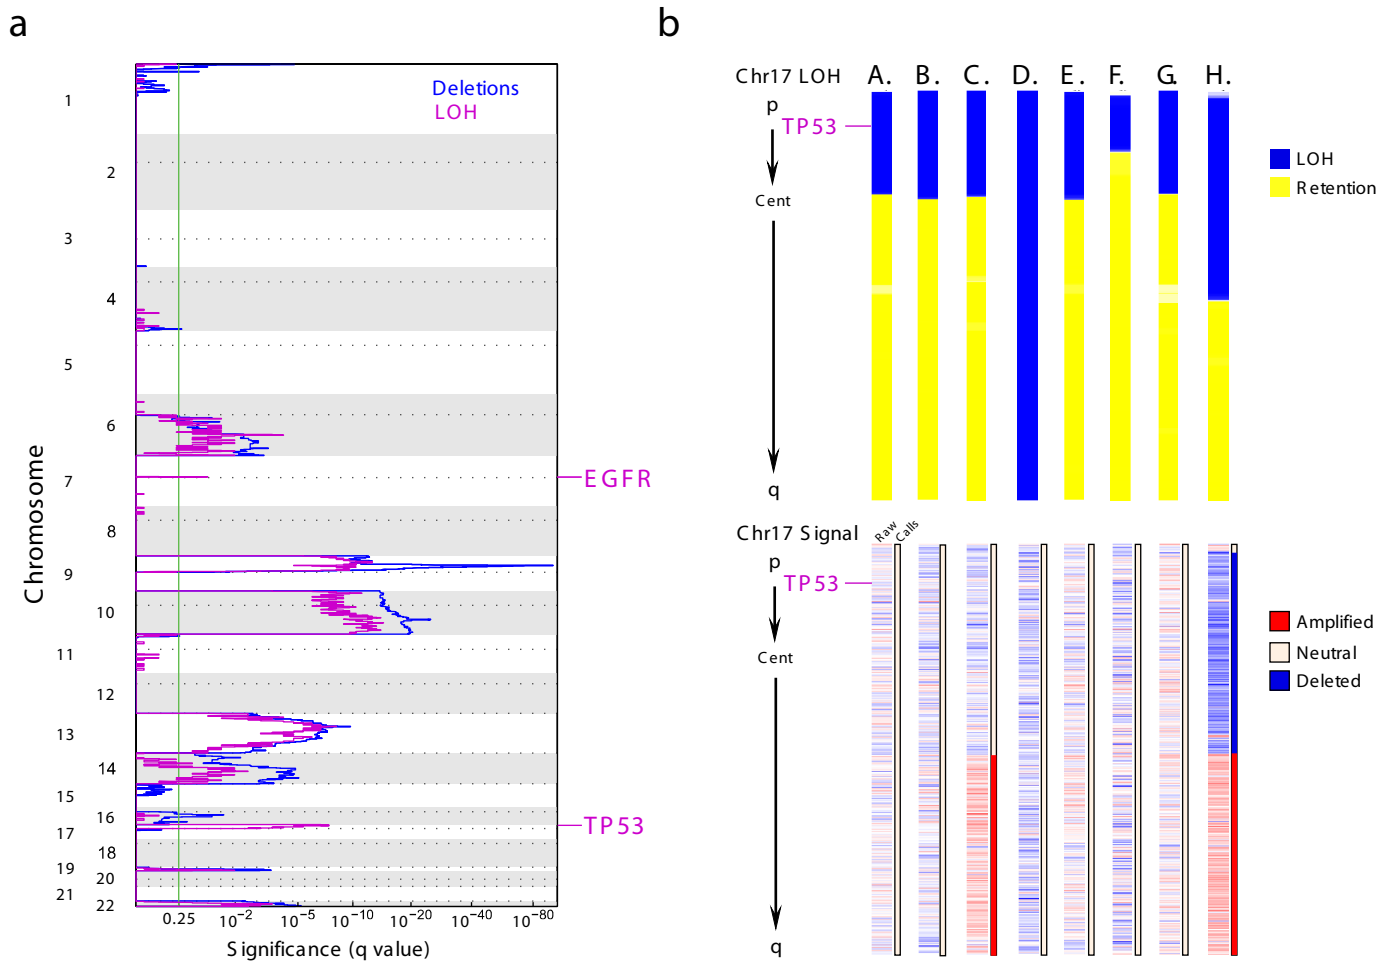 a
Deletions
LOH
Chromosome
1
2
3
4
5
6
7
8
9
10
11
12
13
14
15
16
17
18
19
20
21
22
EGFR
TP53
0.25
10⁻²
10⁻⁵
10⁻¹⁰
10⁻²⁰
10⁻⁴⁰
10⁻⁸⁰
Significance (q value)
b
Chr17 LOH
A. B. C. D. E. F. G. H.
p
TP53
Cent
q
LOH
Retention
Chr17 Signal
Raw
Calls
p
TP53
Cent
q
Amplified
Neutral
Deleted